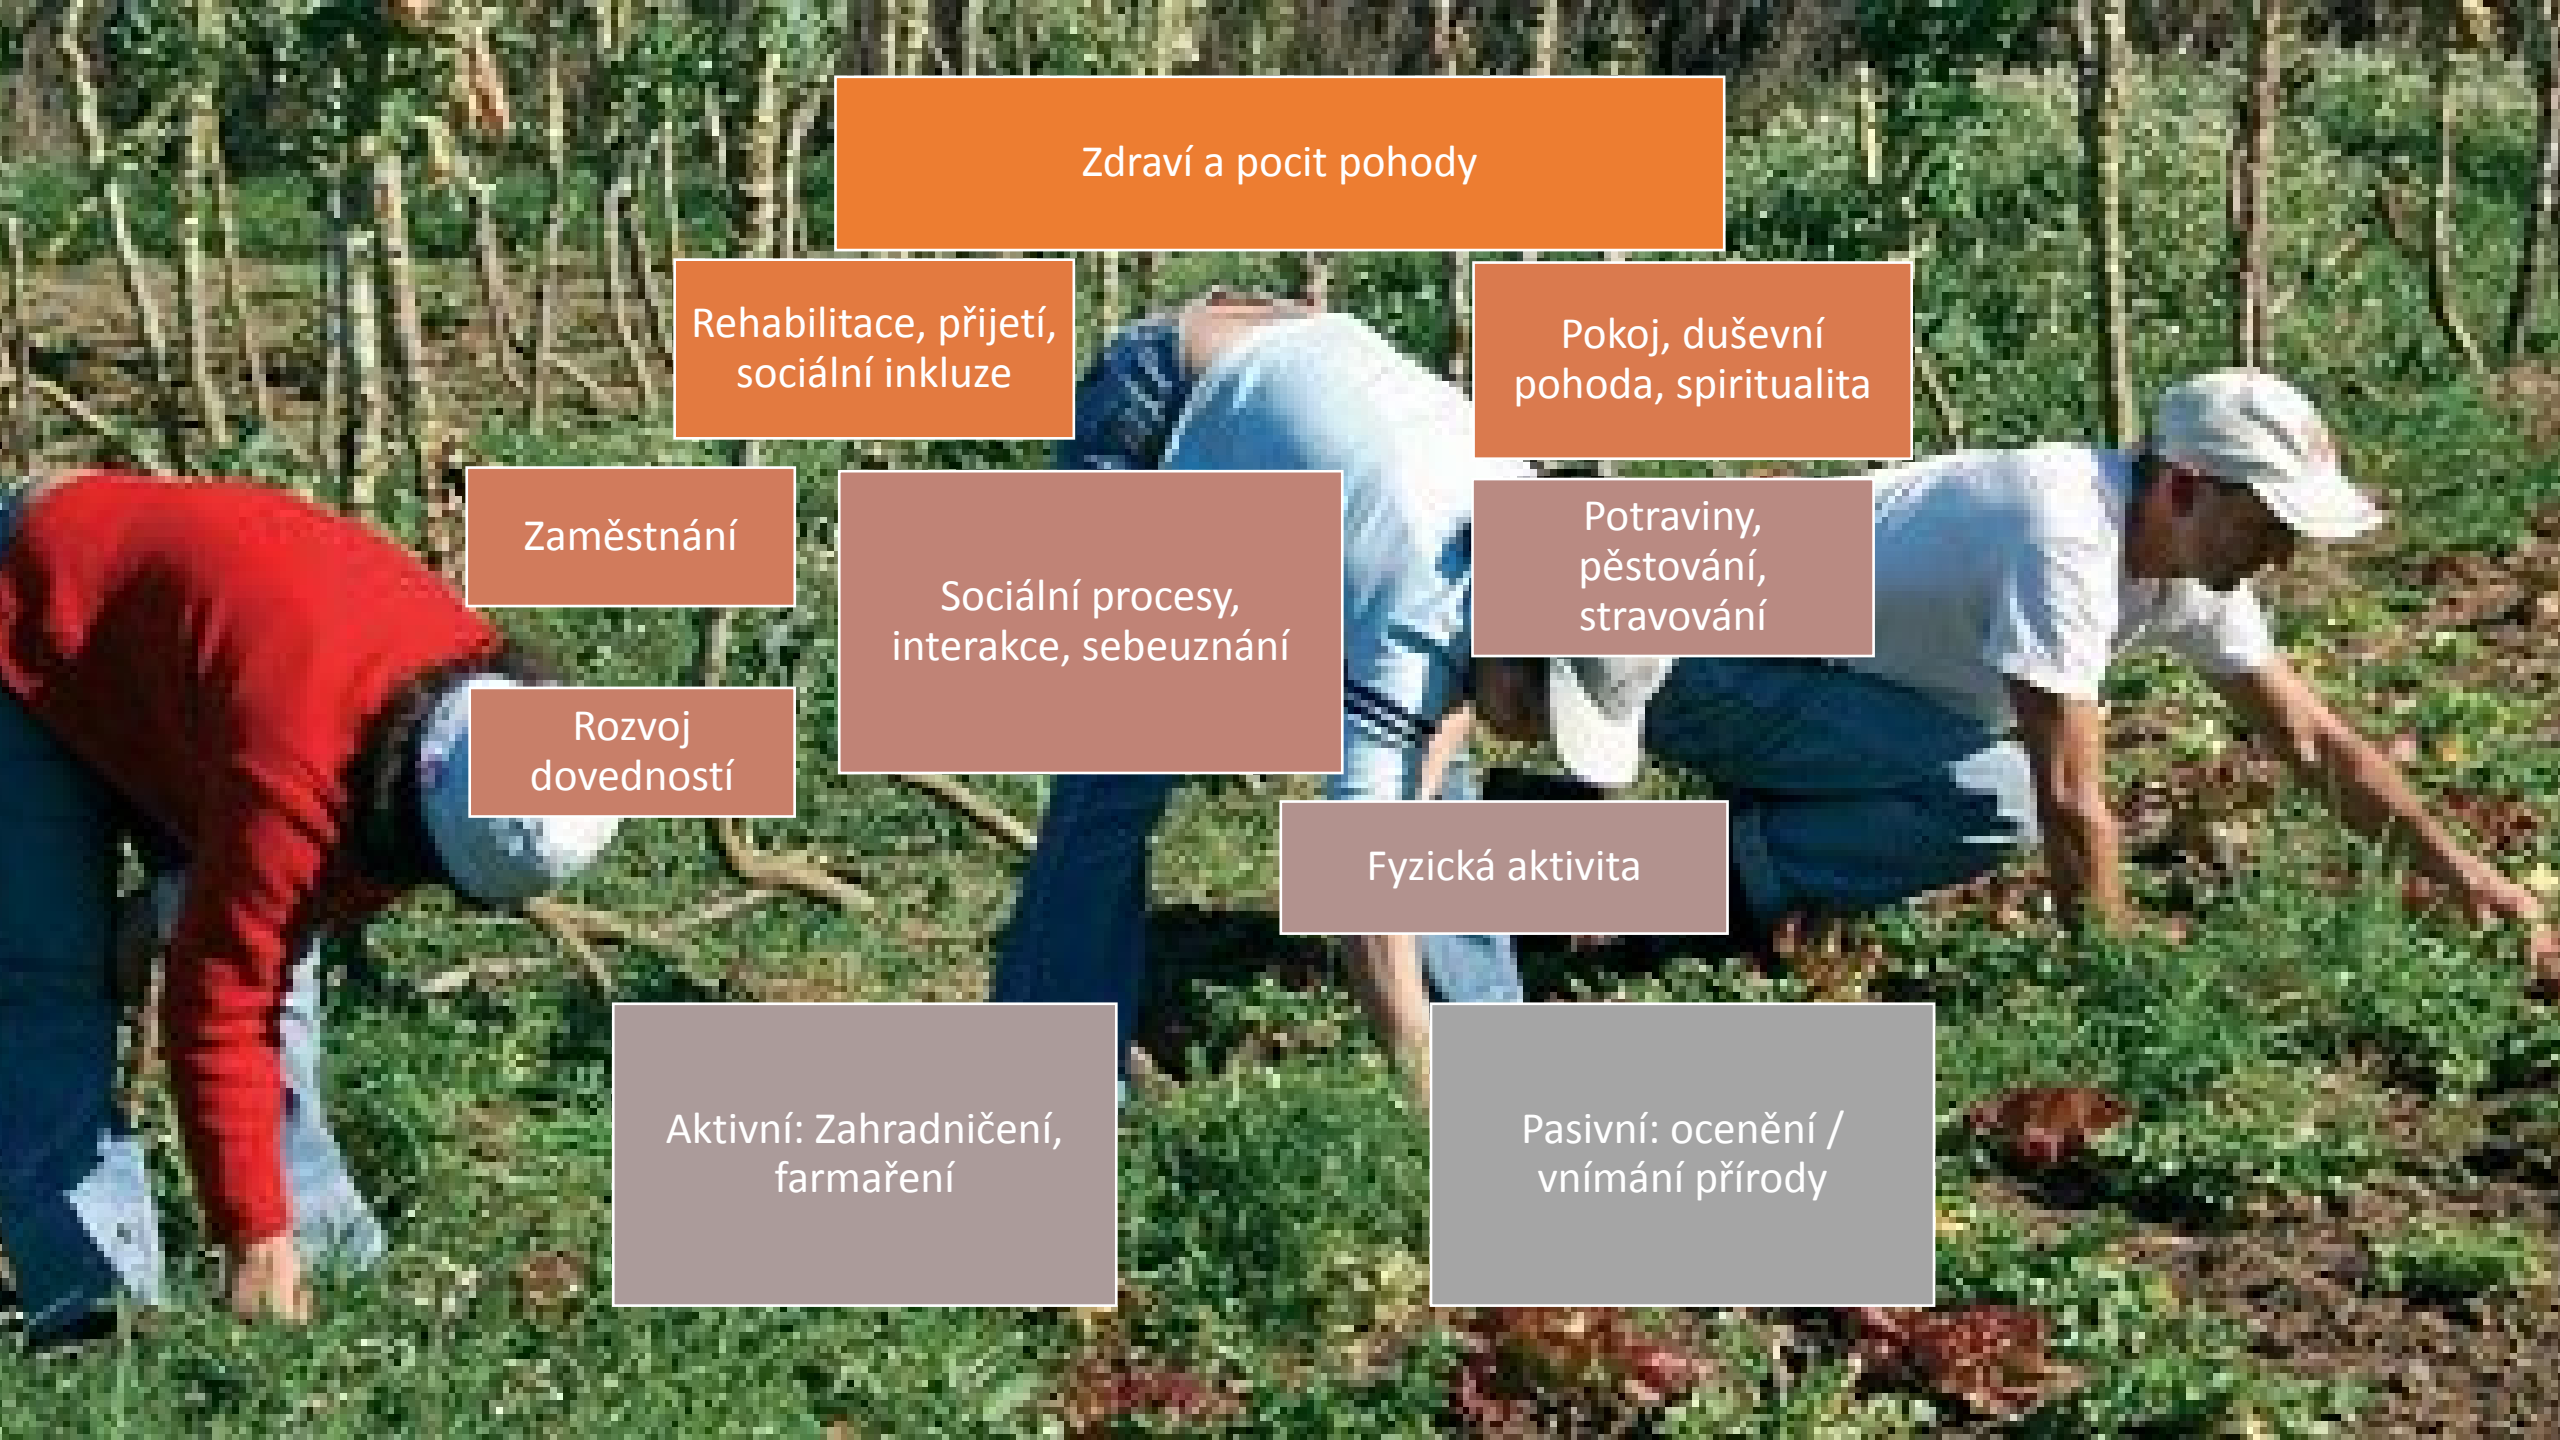 Zdraví a pocit pohody
Rehabilitace, přijetí,
sociální inkluze
Pokoj, duševní
pohoda, spiritualita
Zaměstnání
Sociální procesy,
interakce, sebeuznání
Potraviny,
pěstování,
stravování
Rozvoj
dovedností
Fyzická aktivita
Aktivní: Zahradničení,
farmaření
Pasivní: ocenění /
vnímání přírody